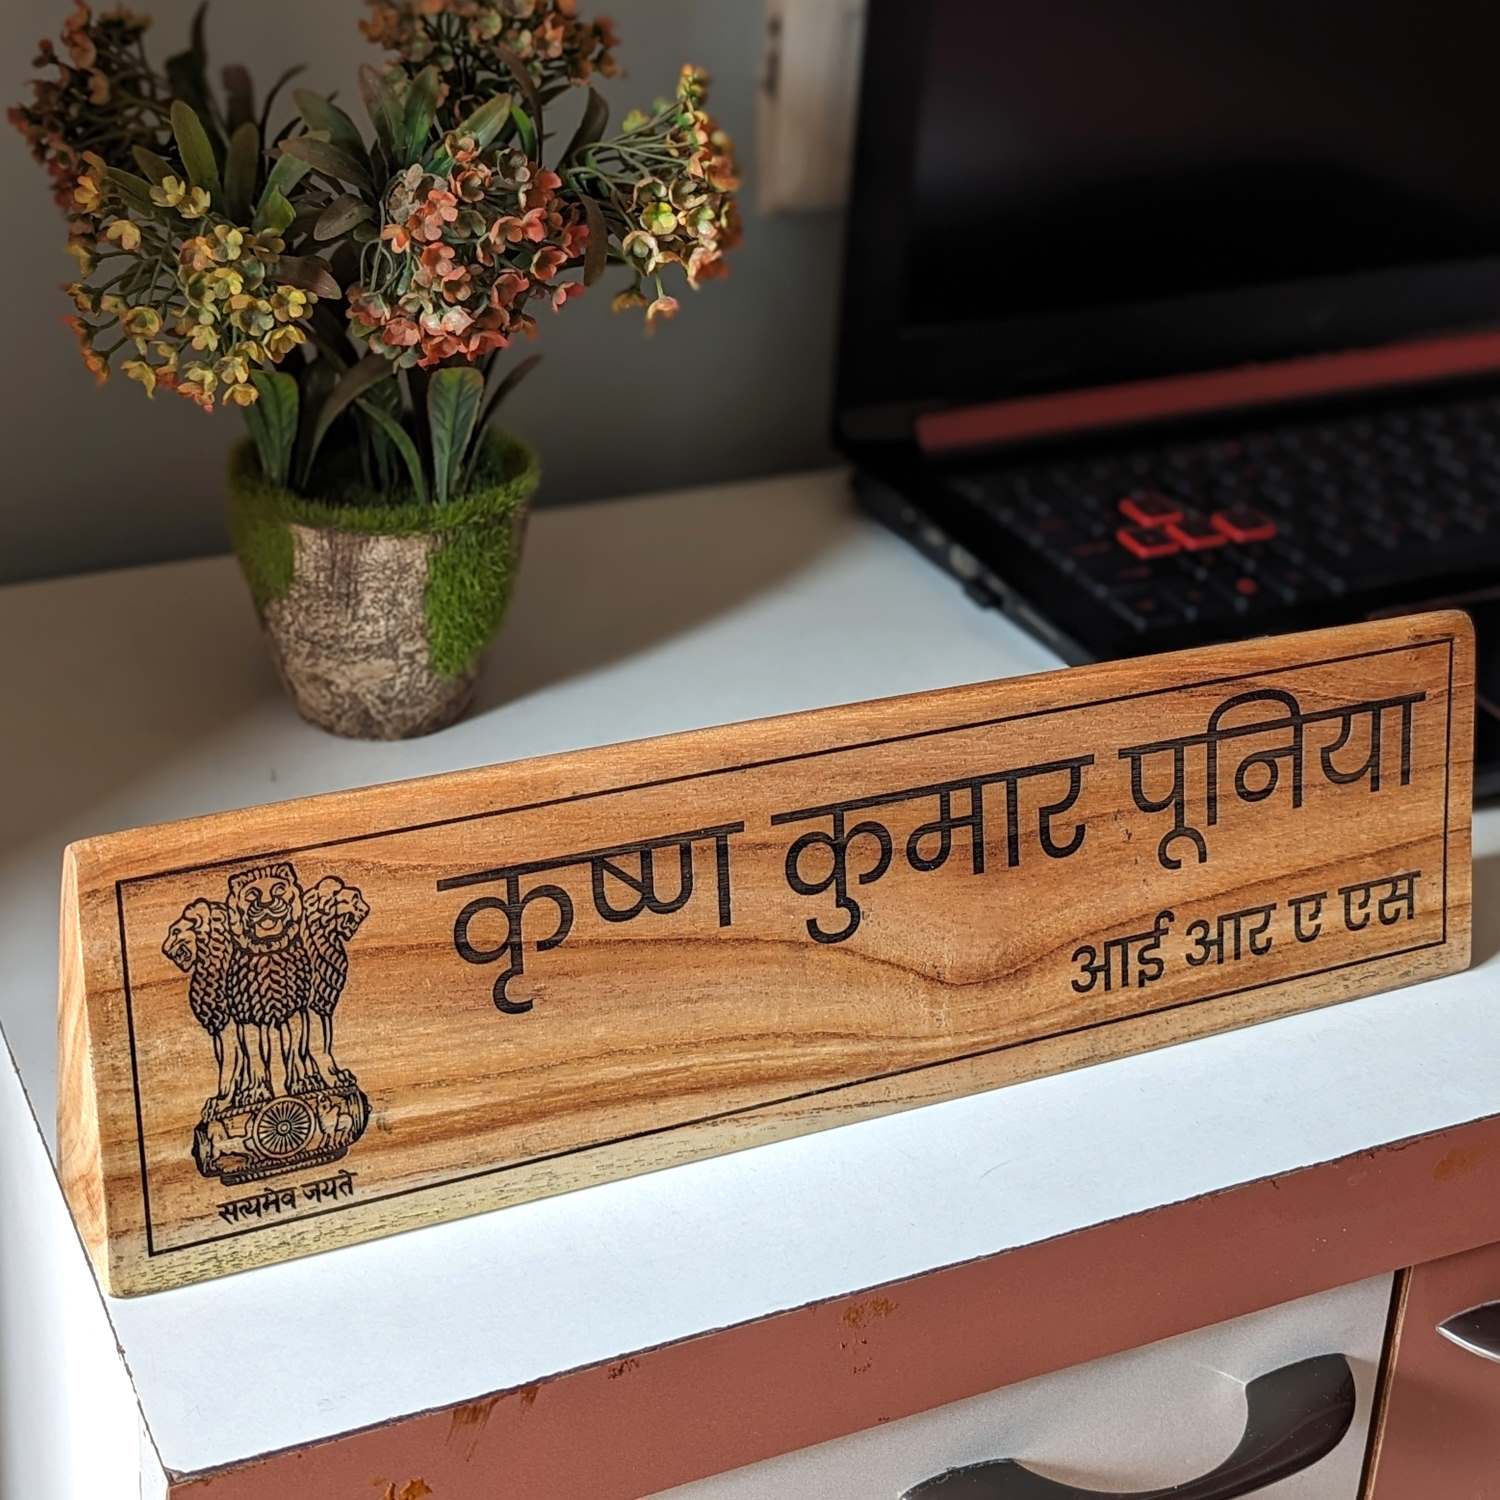 कृष्ण कुमार पूनिया
आई आर ए एस
सत्यमेव जयते